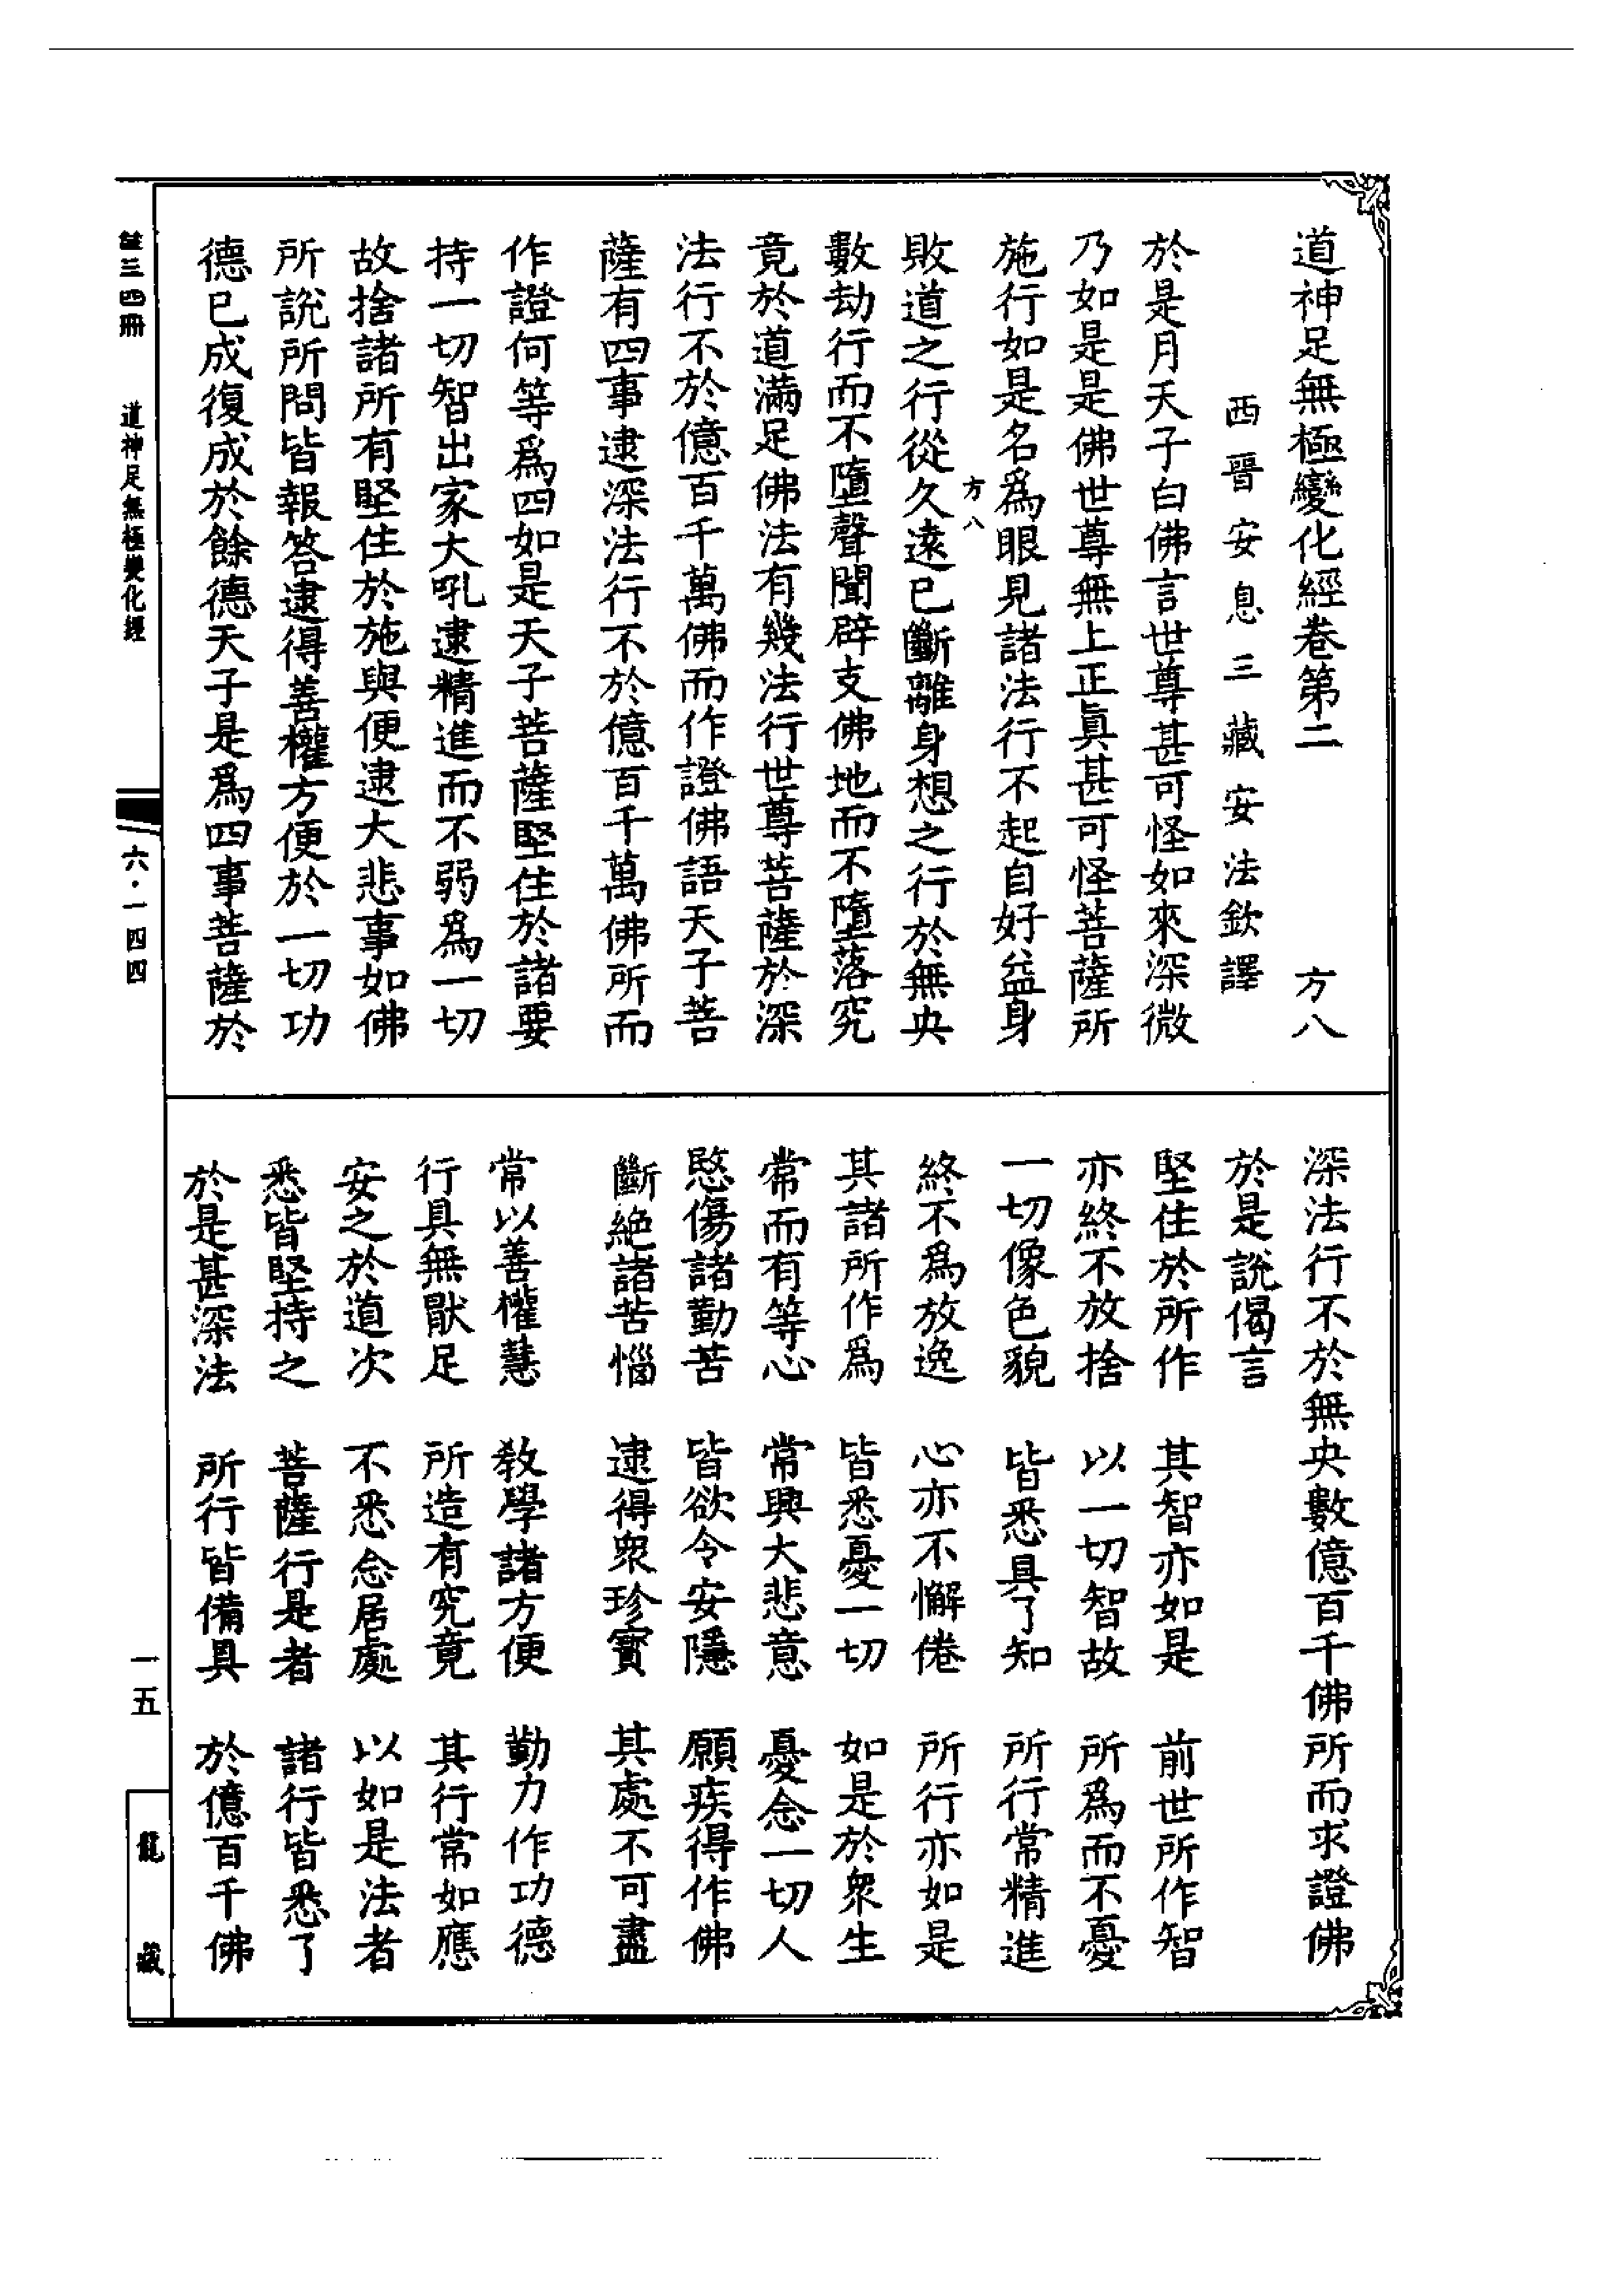 道神足無極變化經卷第二　方八
西晉安息三藏安法欽譯
於是月天子白佛言世尊甚可怪如來深微
乃如是是佛世尊無上正眞甚可怪菩薩所
施行如是名爲眼見諸法行不起自好益身
方八
敗道之行從久遠已斷離身想之行於無央
數劫行而不墮聲聞辟支佛地而不墮落究
竟於道滿足佛法有幾法行世尊菩薩於深
法行不於億百千萬佛而作證佛語天子菩
薩有四事逮深法行不於億百千萬佛所而
作證何等爲四如是天子菩薩堅住於諸要
持一切智出家大吼逮精進而不弱爲一切
故捨諸所有堅住於施與便逮大悲事如佛
所說所問皆報答逮得善權方便於一切功
德已成復成於餘德天子是爲四事菩薩於
深法行不於無央數億百千佛所而求證佛
於是說偈言
堅住於所作　其智亦如是　前世所作智
亦終不放捨　以一切智故　所爲而不憂
一切像色貌　皆悉具了知　所行常精進
終不爲放逸　心亦不懈倦　所行亦如是
其諸所作爲　皆悉憂一切　如是於衆生
常而有等心　常興大悲意　憂念一切人
愍傷諸勤苦　皆欲令安隱　願疾得作佛
斷絕諸苦惱　逮得衆珍寶　其處不可盡
常以善權慧　教學諸方便　勤力作功德
行具無厭足　所造有究竟　其行常如應
安之於道次　不悉念居處　以如是法者
悉皆堅持之　菩薩行是者　諸行皆悉了
於是甚深法　所行皆備具　於億百千佛
第三四冊　道神足無極變化經　六・一四四
一五
龍藏